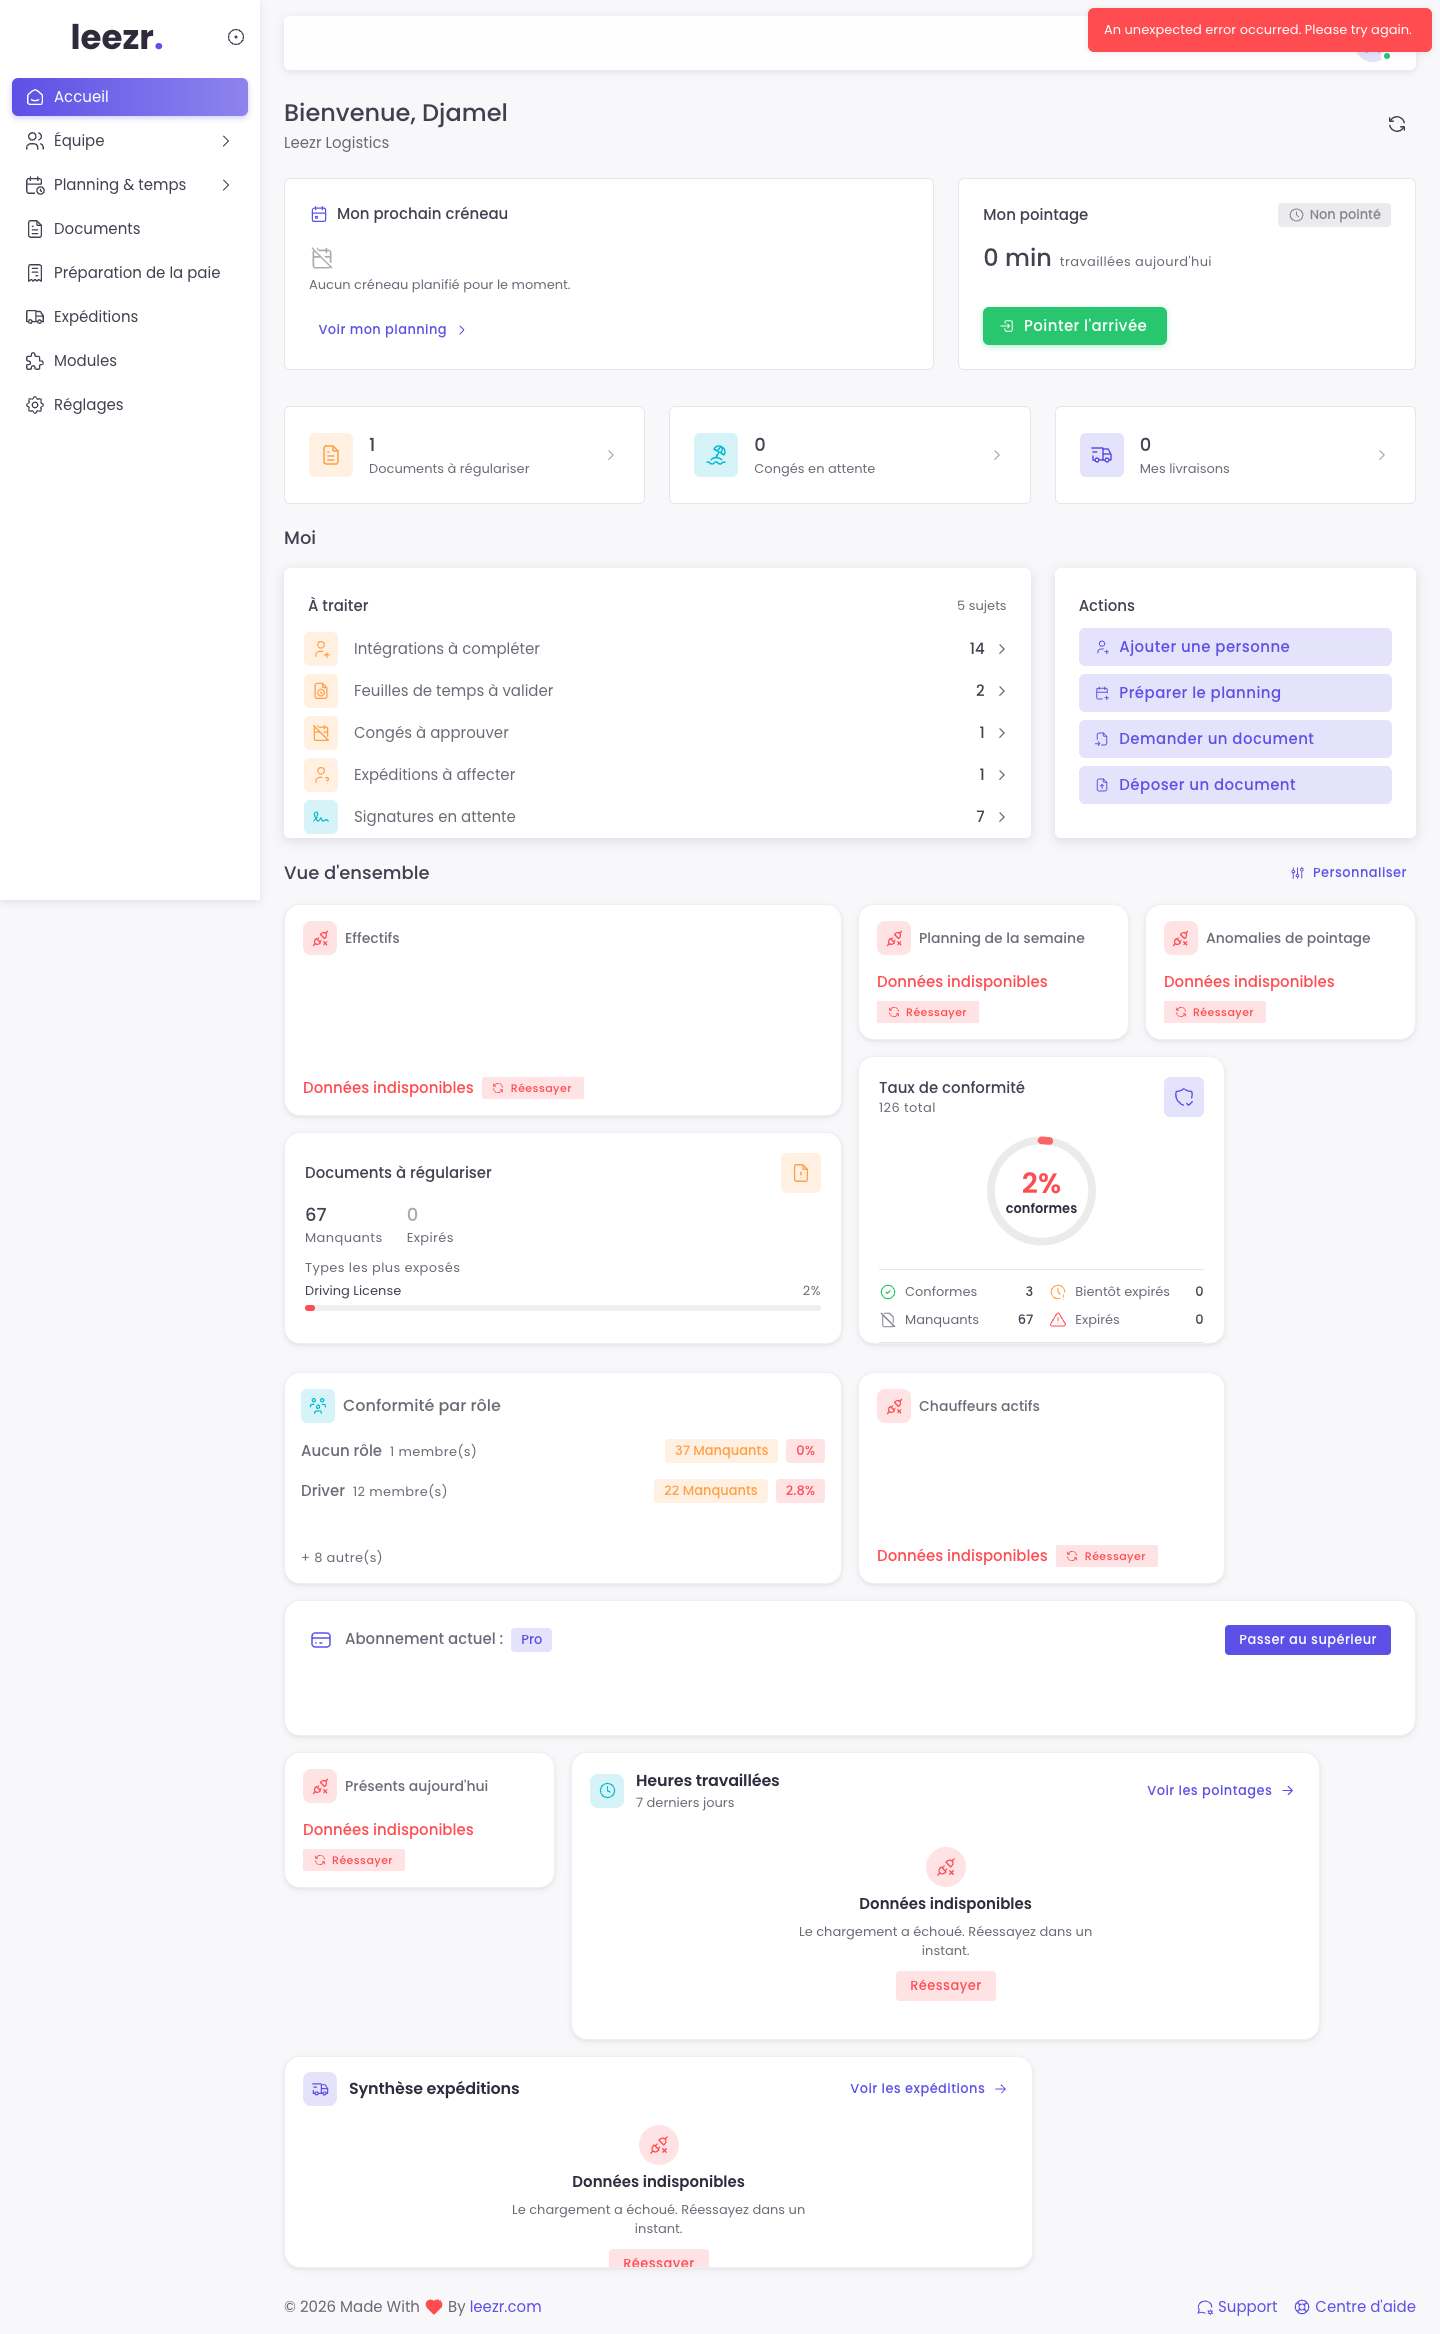 leezr.
An unexpected error occurred. Please try again.
Accueil
Équipe
Planning & temps
Documents
Préparation de la paie
Expéditions
Modules
Réglages
Bienvenue, Djamel
Leezr Logistics
Mon prochain créneau
Aucun créneau planifié pour le moment.
Voir mon planning
Mon pointage
Non pointé
0 min travaillées aujourd'hui
Pointer l'arrivée
1
Documents à régulariser
0
Congés en attente
0
Mes livraisons
Moi
À traiter
5 sujets
Intégrations à compléter 14
Feuilles de temps à valider 2
Congés à approuver 1
Expéditions à affecter 1
Signatures en attente 7
Actions
Ajouter une personne
Préparer le planning
Demander un document
Déposer un document
Vue d'ensemble
Personnaliser
Effectifs
Données indisponibles Réessayer
Planning de la semaine
Données indisponibles
Réessayer
Anomalies de pointage
Données indisponibles
Réessayer
Documents à régulariser
67 0
Manquants Expirés
Types les plus exposés
Driving License 2%
Taux de conformité
126 total
2%
conformes
Conformes 3 Bientôt expirés 0
Manquants 67 Expirés 0
Conformité par rôle
Aucun rôle 1 membre(s) 37 Manquants 0%
Driver 12 membre(s) 22 Manquants 2.8%
+ 8 autre(s)
Chauffeurs actifs
Données indisponibles Réessayer
Abonnement actuel : Pro
Passer au supérieur
Présents aujourd'hui
Données indisponibles
Réessayer
Heures travaillées
7 derniers jours
Voir les pointages
Données indisponibles
Le chargement a échoué. Réessayez dans un
instant.
Réessayer
Synthèse expéditions
Voir les expéditions
Données indisponibles
Le chargement a échoué. Réessayez dans un
instant.
Réessayer
© 2026 Made With By leezr.com
Support
Centre d'aide